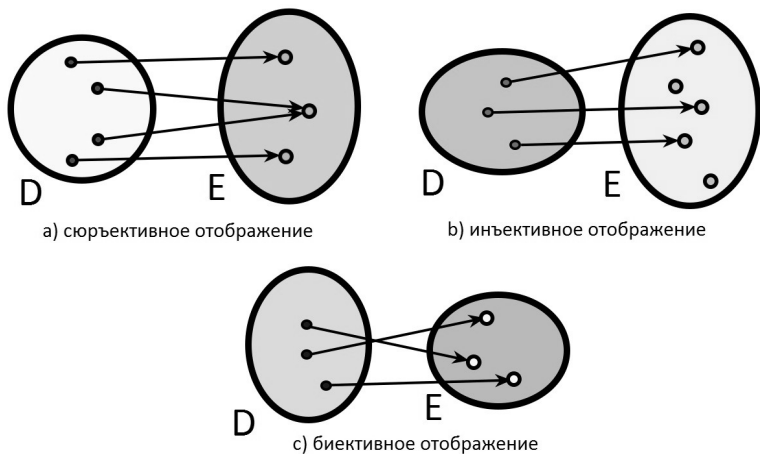 D
E
a) сюръективное отображение
D
E
b) инъективное отображение
D
E
c) биективное отображение